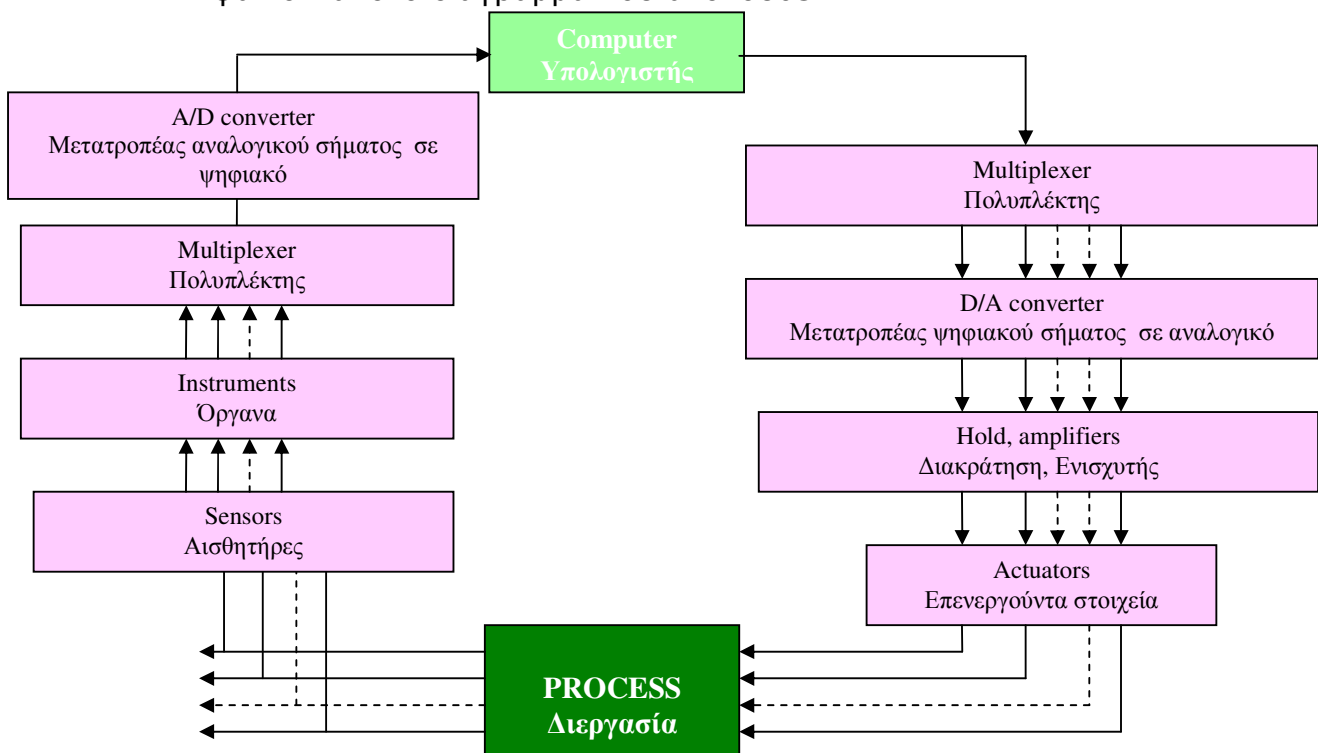 Computer
Υπολογιστής
A/D converter
Μετατροπέας αναλογικού σήματος σε
ψηφιακό
Multiplexer
Πολυπλέκτης
Instruments
Όργανα
Sensors
Αισθητήρες
Multiplexer
Πολυπλέκτης
D/A converter
Μετατροπέας ψηφιακού σήματος σε αναλογικό
Hold, amplifiers
Διακράτηση, Ενισχυτής
Actuators
Επενεργούντα στοιχεία
PROCESS
Διεργασία